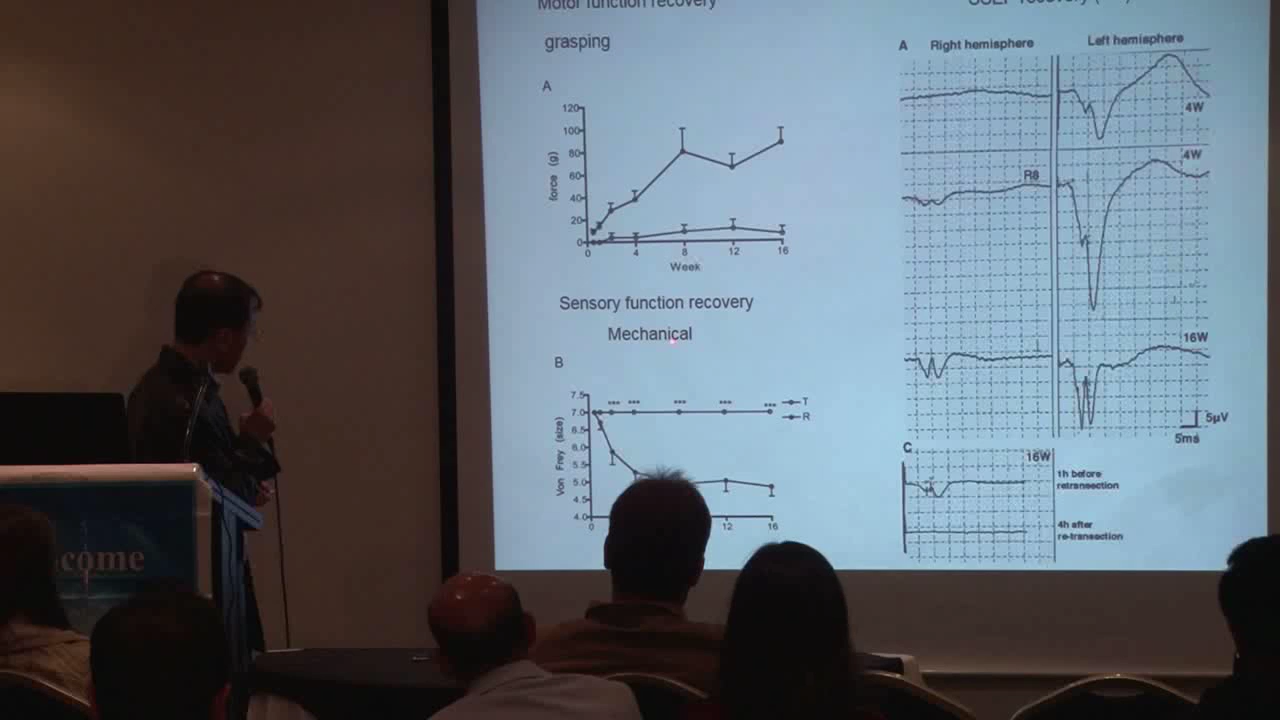 Motor function recovery
grasping
A
120
100
80
60
40
20
0
force (g)
0 4 8 12 16
Week
Sensory function recovery
Mechanical
B
7.5
7.0
6.5
6.0
5.5
5.0
4.5
4.0
Von Frey (size)
*** *** *** *** ***
T
R
0 12 16
recovery
A Right hemisphere Left hemisphere
4W
4W
R8
16W
5μV
5ms
C
16W
1h before
retransection
4h after
re-transection
come